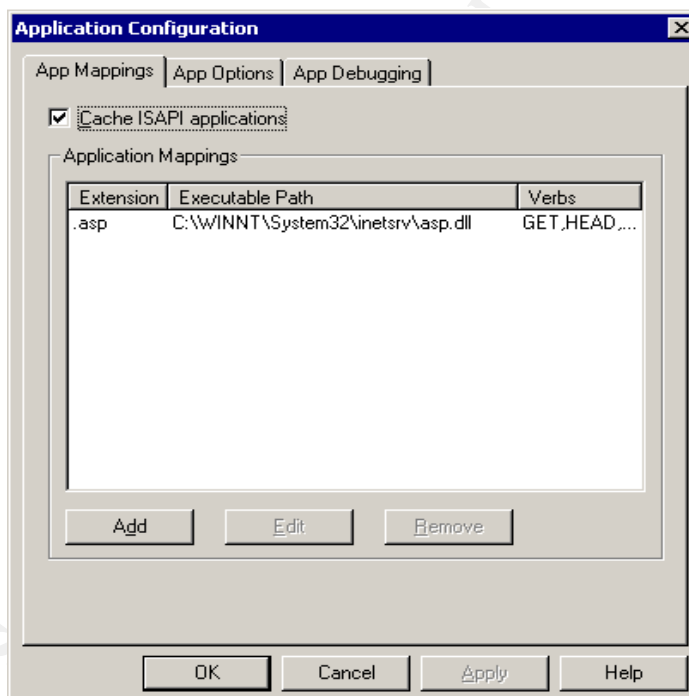 Application Configuration
App Mappings App Options App Debugging
Cache ISAPI applications
Application Mappings
Extension Executable Path Verbs
.asp C:\WINNT\System32\inetsrv\asp.dll GET,HEAD,...
Add Edit Remove
OK Cancel Apply Help